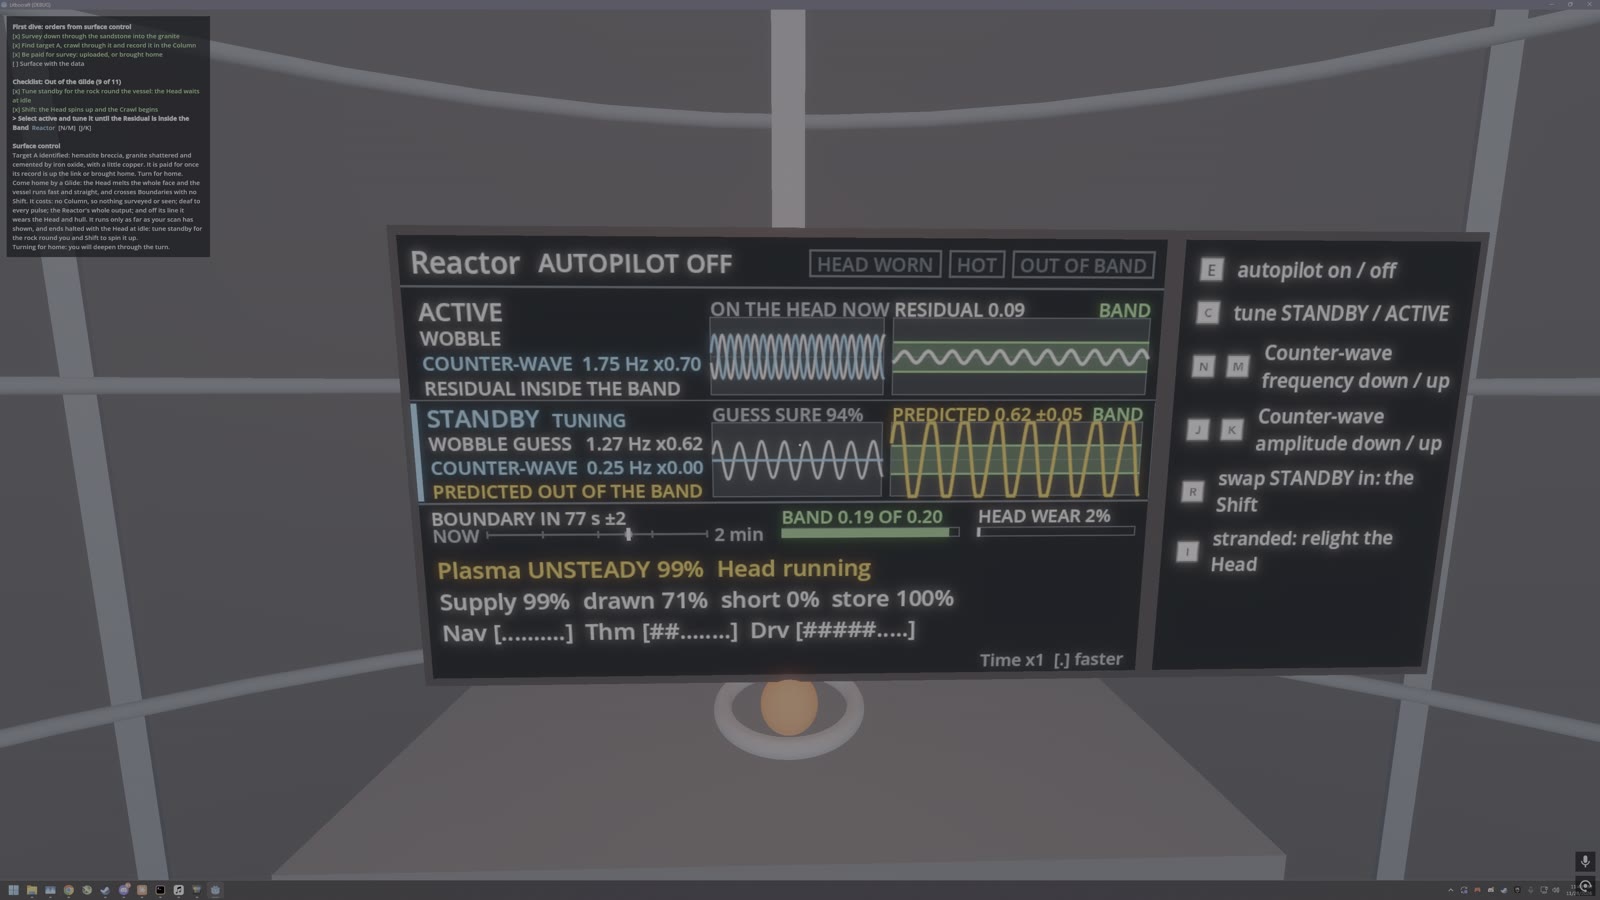 First dive: orders from surface control
[x] Survey down through the sandstone into the granite
[x] Find target A, crawl through it and record it in the Column
[x] Be paid for survey: uploaded, or brought home
[ ] Surface with the data
Checklist: Out of the Glide (9 of 11)
[x] Tune standby for the rock round the vessel: the Head waits
at idle
[x] Shift: the Head spins up and the Crawl begins
> Select active and tune it until the Residual is inside the
Band Reactor [N/M] [J/K]
Surface control
Target A identified: hematite breccia, granite shattered and
cemented by iron oxide, with a little copper. It is paid for once
its record is up the link or brought home. Turn for home.
Come home by a Glide: the Head melts the whole face and the
vessel runs fast and straight, and crosses Boundaries with no
Shift. It costs: no Column, so nothing surveyed or seen; deaf to
every pulse; the Reactor's whole output; and off its line it
wears the Head and hull. It runs only as far as your scan has
shown, and ends halted with the Head at idle: tune standby for
the rock round you and Shift to spin it up.
Turning for home: you will deepen through the turn.
Reactor AUTOPILOT OFF HEAD WORN HOT OUT OF BAND
ACTIVE ON THE HEAD NOW RESIDUAL 0.09 BAND
WOBBLE
COUNTER-WAVE 1.75 Hz x0.70
RESIDUAL INSIDE THE BAND
STANDBY TUNING GUESS SURE 94% PREDICTED 0.62 ±0.05 BAND
WOBBLE GUESS 1.27 Hz x0.62
COUNTER-WAVE 0.25 Hz x0.00
PREDICTED OUT OF THE BAND
BOUNDARY IN 77 s ±2 BAND 0.19 OF 0.20 HEAD WEAR 2%
NOW 2 min
Plasma UNSTEADY 99% Head running
Supply 99% drawn 71% short 0% store 100%
Nav [..........] Thm [##........] Drv [#####.....]
Time x1 [.] faster
E autopilot on / off
C tune STANDBY / ACTIVE
N M Counter-wave
frequency down / up
J K Counter-wave
amplitude down / up
R swap STANDBY in: the
Shift
I stranded: relight the
Head